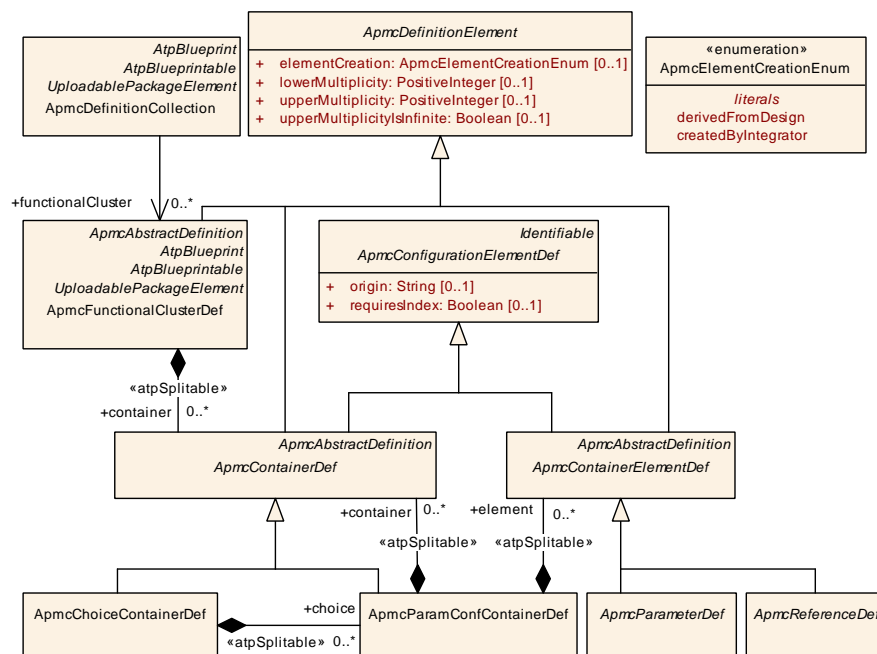 AtpBlueprint
AtpBlueprintable
UploadablePackageElement
ApmcDefinitionCollection
ApmcDefinitionElement
+ elementCreation: ApmcElementCreationEnum [0..1]
+ lowerMultiplicity: PositiveInteger [0..1]
+ upperMultiplicity: PositiveInteger [0..1]
+ upperMultiplicityIsInfinite: Boolean [0..1]
«enumeration»
ApmcElementCreationEnum
literals
derivedFromDesign
createdByIntegrator
+functionalCluster 0..*
ApmcAbstractDefinition
AtpBlueprint
AtpBlueprintable
UploadablePackageElement
ApmcFunctionalClusterDef
Identifiable
ApmcConfigurationElementDef
+ origin: String [0..1]
+ requiresIndex: Boolean [0..1]
«atpSplitable»
+container 0..*
ApmcAbstractDefinition
ApmcContainerDef
ApmcAbstractDefinition
ApmcContainerElementDef
+container 0..*
«atpSplitable»
+element 0..*
«atpSplitable»
ApmcChoiceContainerDef
+choice
«atpSplitable» 0..*
ApmcParamConfContainerDef
ApmcParameterDef
ApmcReferenceDef